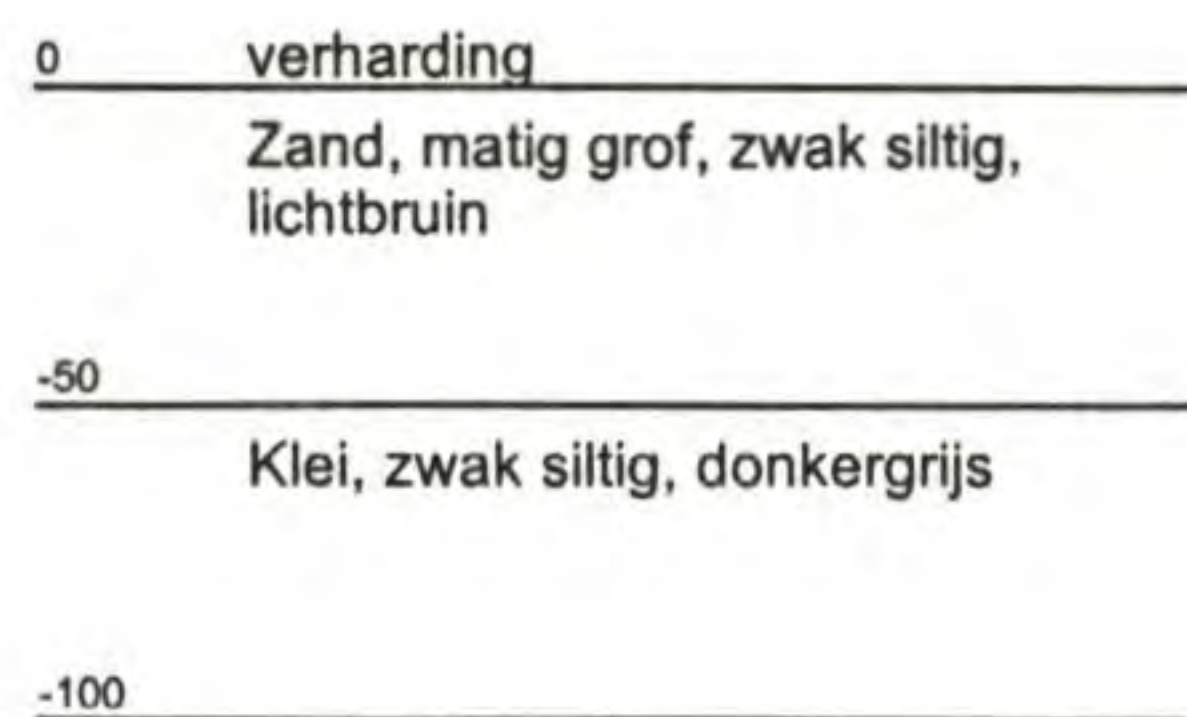 0 verharding
Zand, matig grof, zwak siltig,
lichtbruin
-50
Klei, zwak siltig, donkergrijs
-100